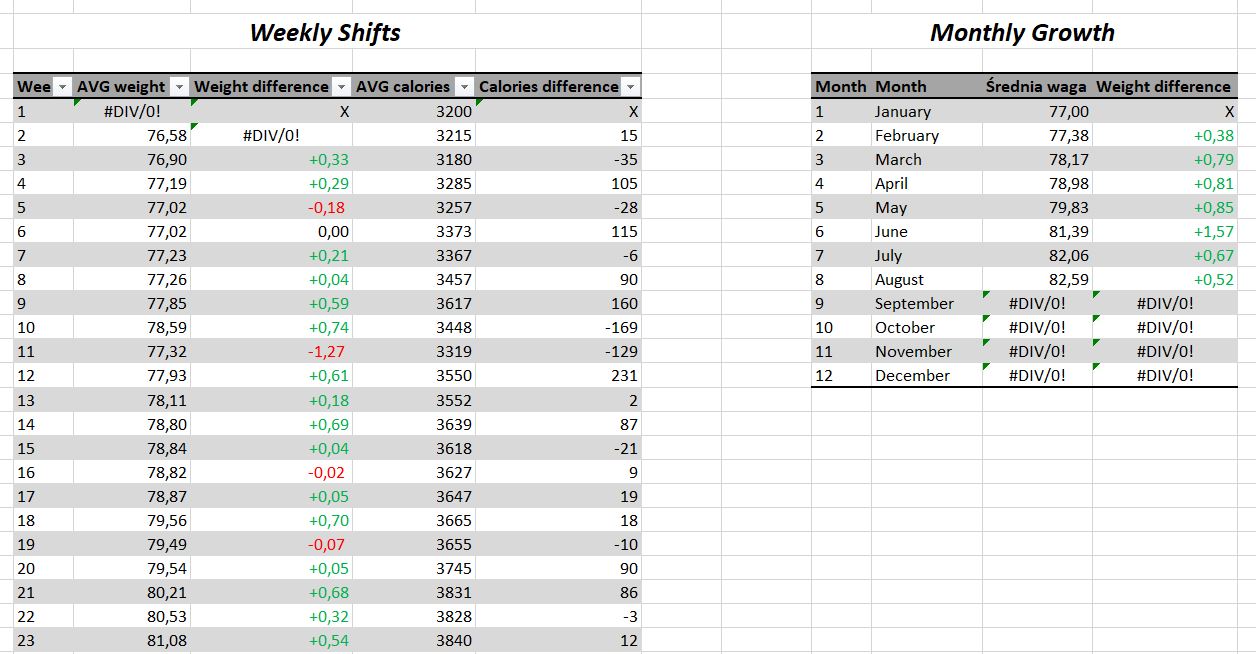 Weekly Shifts Monthly Growth
Wee AVG weight Weight difference AVG calories Calories difference Month Month Średnia waga Weight difference
1 #DIV/0! X 3200 X 1 January 77,00 X
2 76,58 #DIV/0! 3215 15 2 February 77,38 +0,38
3 76,90 +0,33 3180 -35 3 March 78,17 +0,79
4 77,19 +0,29 3285 105 4 April 78,98 +0,81
5 77,02 -0,18 3257 -28 5 May 79,83 +0,85
6 77,02 0,00 3373 115 6 June 81,39 +1,57
7 77,23 +0,21 3367 -6 7 July 82,06 +0,67
8 77,26 +0,04 3457 90 8 August 82,59 +0,52
9 77,85 +0,59 3617 160 9 September #DIV/0! #DIV/0!
10 78,59 +0,74 3448 -169 10 October #DIV/0! #DIV/0!
11 77,32 -1,27 3319 -129 11 November #DIV/0! #DIV/0!
12 77,93 +0,61 3550 231 12 December #DIV/0! #DIV/0!
13 78,11 +0,18 3552 2
14 78,80 +0,69 3639 87
15 78,84 +0,04 3618 -21
16 78,82 -0,02 3627 9
17 78,87 +0,05 3647 19
18 79,56 +0,70 3665 18
19 79,49 -0,07 3655 -10
20 79,54 +0,05 3745 90
21 80,21 +0,68 3831 86
22 80,53 +0,32 3828 -3
23 81,08 +0,54 3840 12